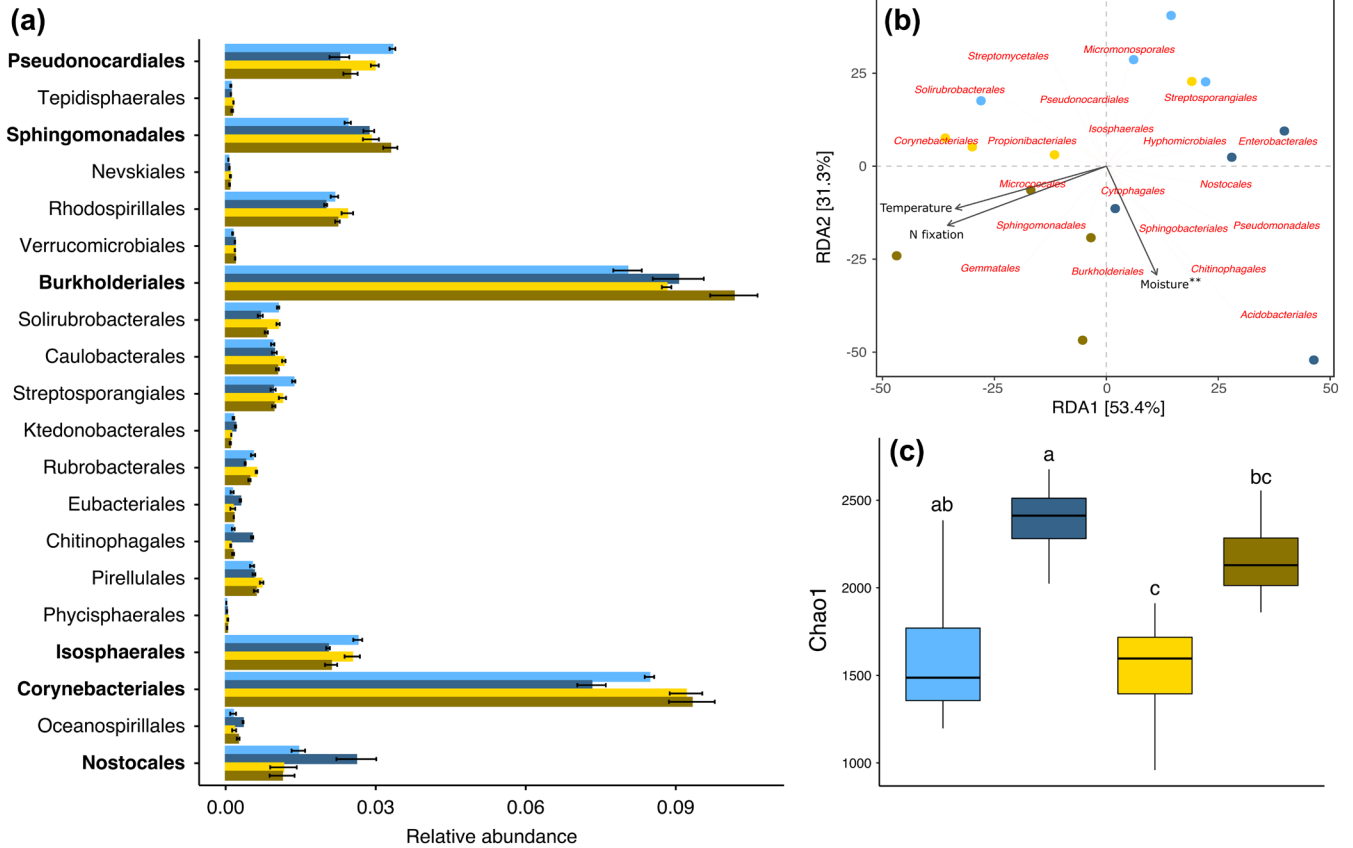 (a)
Pseudonocardiales
Tepidisphaerales
Sphingomonadales
Nevskiales
Rhodospirillales
Verrucomicrobiales
Burkholderiales
Solirubrobacterales
Caulobacterales
Streptosporangiales
Ktedonobacterales
Rubrobacterales
Eubacteriales
Chitinophagales
Pirellulales
Phycisphaerales
Isosphaerales
Corynebacteriales
Oceanospirillales
Nostocales
0.00 0.03 0.06 0.09
Relative abundance
(b)
RDA2 [31.3%]
25
0
-25
-50
Streptomycetales
Micromonosporales
Solirubrobacterales
Pseudonocardiales
Streptosporangiales
Isosphaerales
Corynebacteriales
Propionibacteriales
Hyphomicrobiales
Enterobacterales
Micrococcales
Cytophagales
Nostocales
Temperature
N fixation
Sphingomonadales
Sphingobacteriales
Pseudomonadales
Gemmatales
Burkholderiales
Chitinophagales
Moisture**
Acidobacteriales
-50 -25 0 25 50
RDA1 [53.4%]
(c)
Chao1
2500
2000
1500
1000
ab
a
c
bc